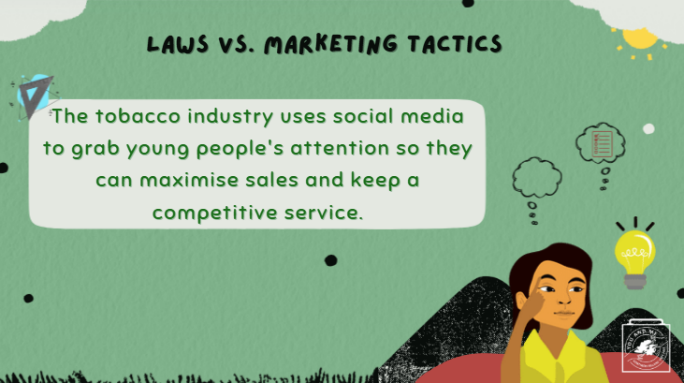 LAWS VS. MARKETING TACTICS
The tobacco industry uses social media
to grab young people's attention so they
can maximise sales and keep a
competitive service.